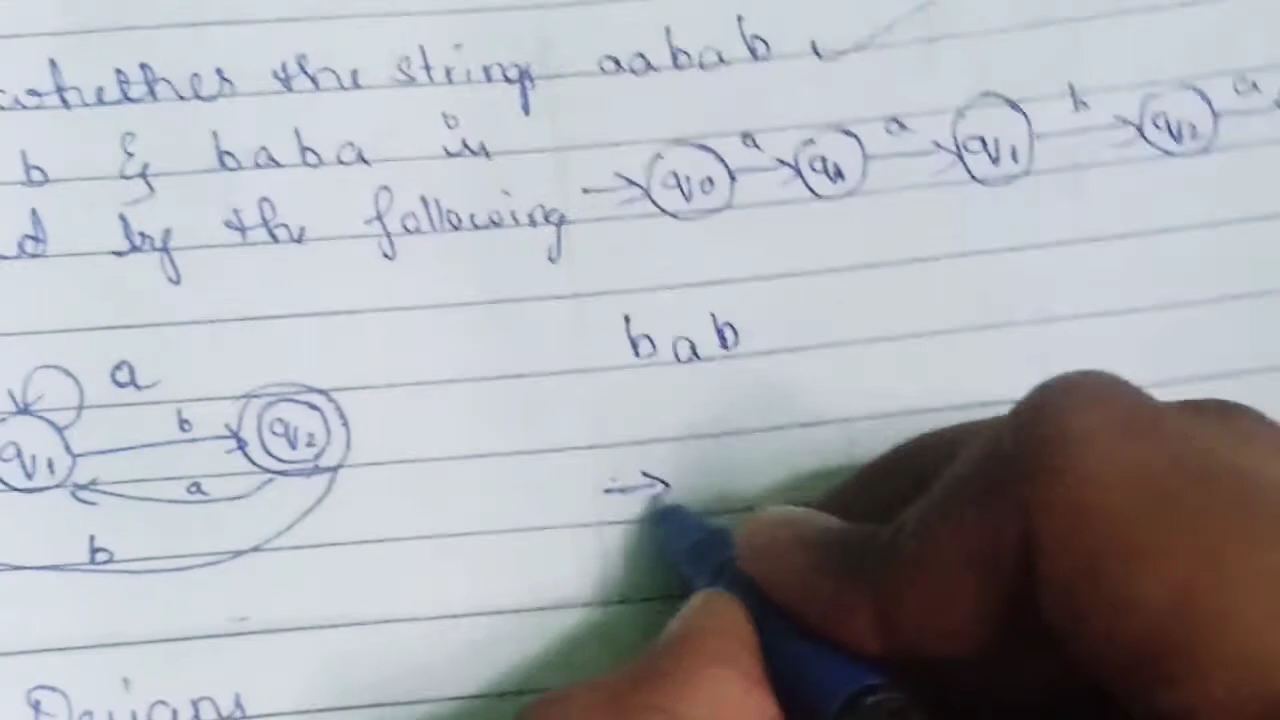 whether the string aabab.
b & baba is
d by the following
→ q0 a q1 a q1 b q2 a
bab
→
a
q1 b q2
a
b